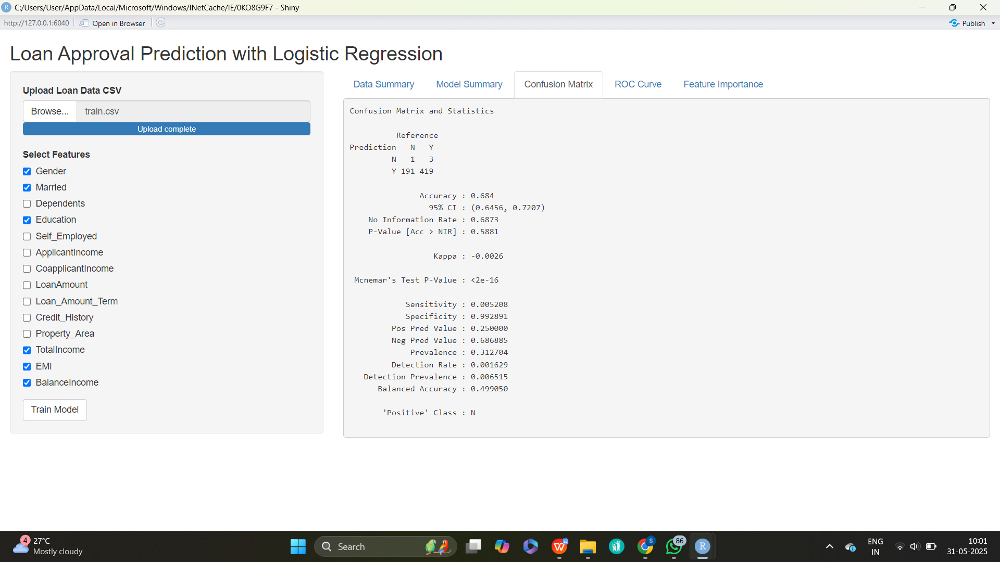 C:/Users/User/AppData/Local/Microsoft/Windows/INetCache/IE/0KO8G9F7 - Shiny
http://127.0.0.1:6040 Open in Browser Publish
Loan Approval Prediction with Logistic Regression
Upload Loan Data CSV
Browse... train.csv
Upload complete
Select Features
Gender
Married
Dependents
Education
Self_Employed
ApplicantIncome
CoapplicantIncome
LoanAmount
Loan_Amount_Term
Credit_History
Property_Area
TotalIncome
EMI
BalanceIncome
Train Model
Data Summary Model Summary Confusion Matrix ROC Curve Feature Importance
Confusion Matrix and Statistics
Reference
Prediction N Y
N 1 3
Y 191 419
Accuracy : 0.684
95% CI : (0.6456, 0.7207)
No Information Rate : 0.6873
P-Value [Acc > NIR] : 0.5881
Kappa : -0.0026
Mcnemar's Test P-Value : <2e-16
Sensitivity : 0.005208
Specificity : 0.992891
Pos Pred Value : 0.250000
Neg Pred Value : 0.686885
Prevalence : 0.312704
Detection Rate : 0.001629
Detection Prevalence : 0.006515
Balanced Accuracy : 0.499050
'Positive' Class : N
4 27°C
Mostly cloudy
Search
S
86
R
ENG
IN
10:01
31-05-2025